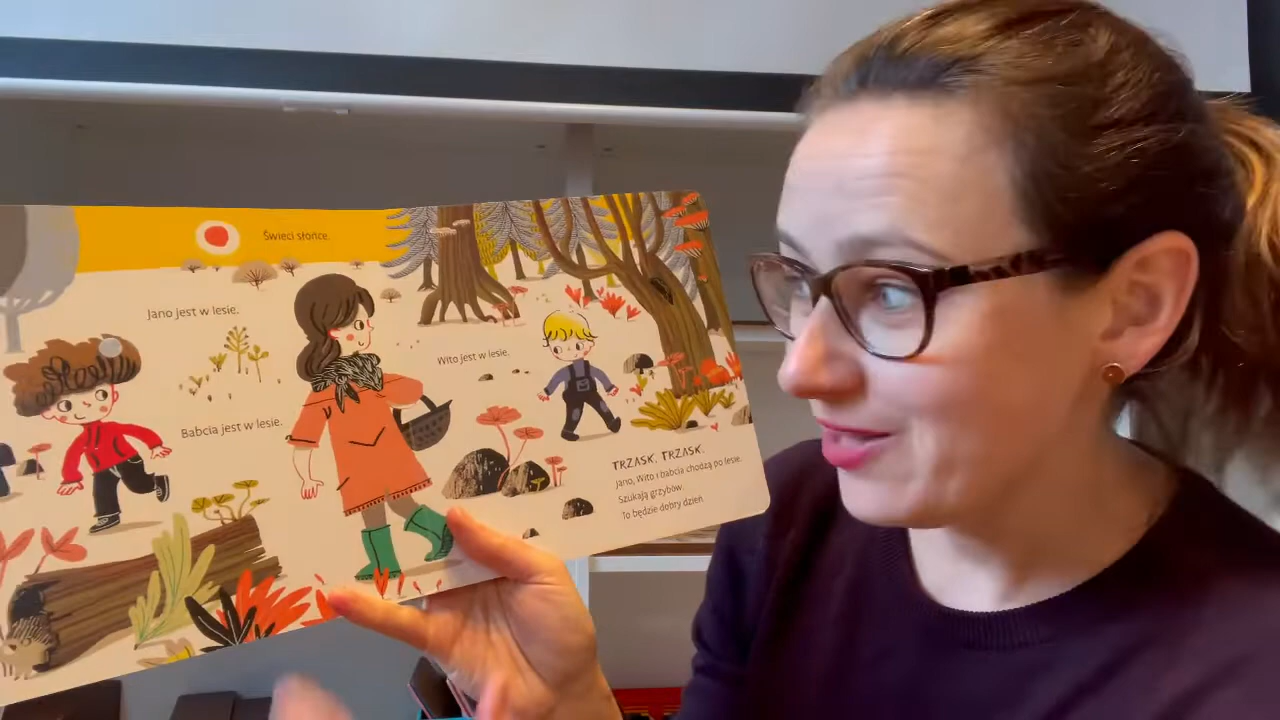 Świeci słońce.
Jano jest w lesie.
Babcia jest w lesie.
Wito jest w lesie.
TRZASK, TRZASK.
Jano, Wito i babcia chodzą po lesie.
Szukają grzybów.
To będzie dobry dzień.